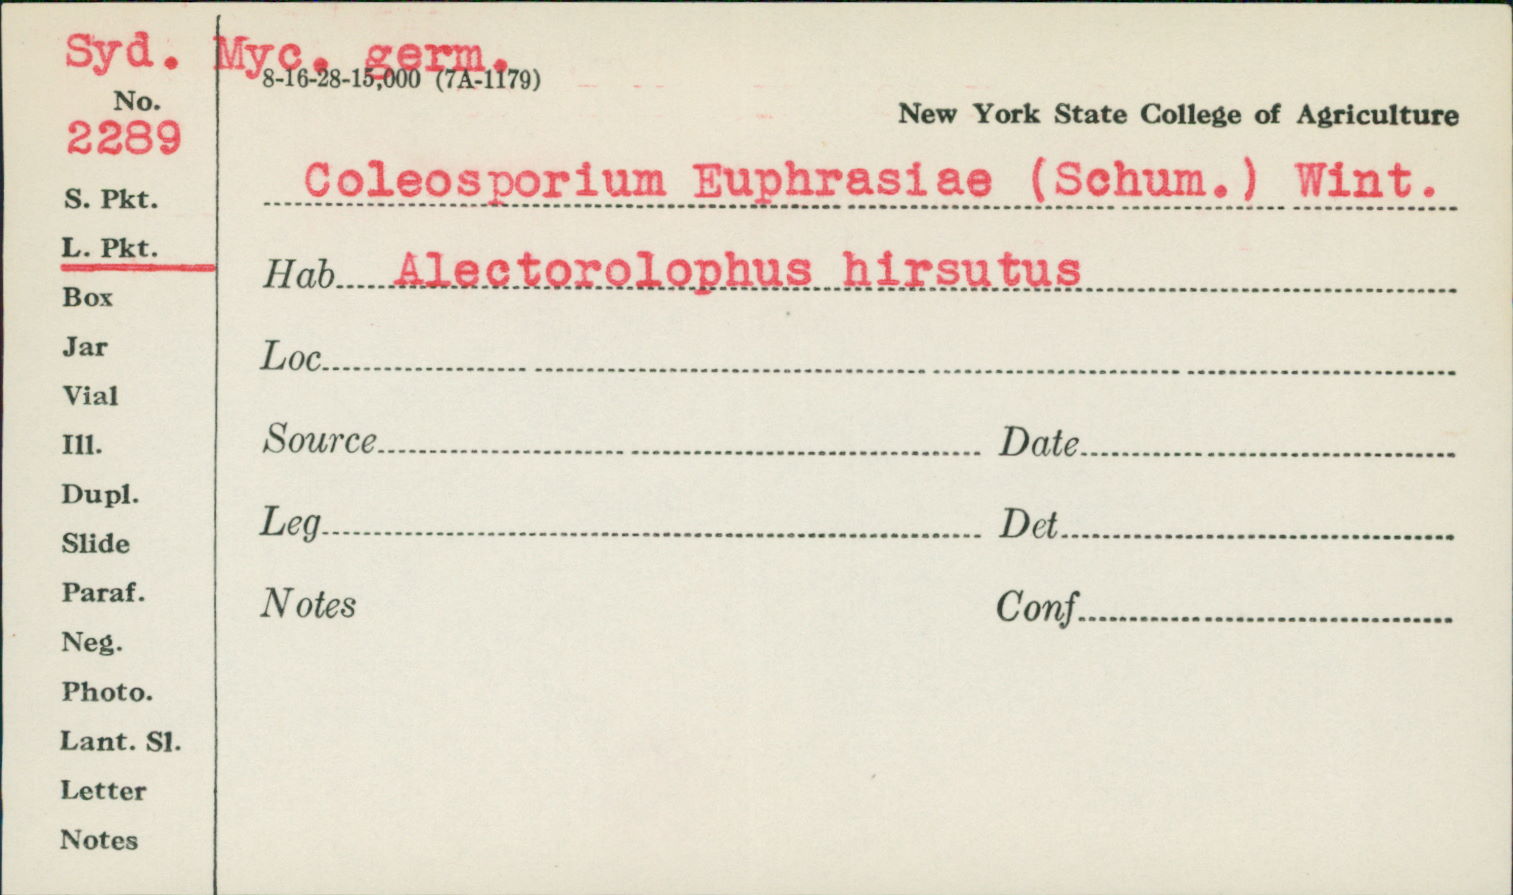 Syd. Myc. germ.
8-16-28-15,000 (7A-1179)
No.
2289
New York State College of Agriculture
Coleosporium Euphrasiae (Schum.) Wint.
S. Pkt.
L. Pkt.
Hab. Alectorolophus hirsutus
Box
Jar
Loc.
Vial
Ill.
Source Date
Dupl.
Slide
Leg. Det.
Paraf.
Notes Conf.
Neg.
Photo.
Lant. Sl.
Letter
Notes